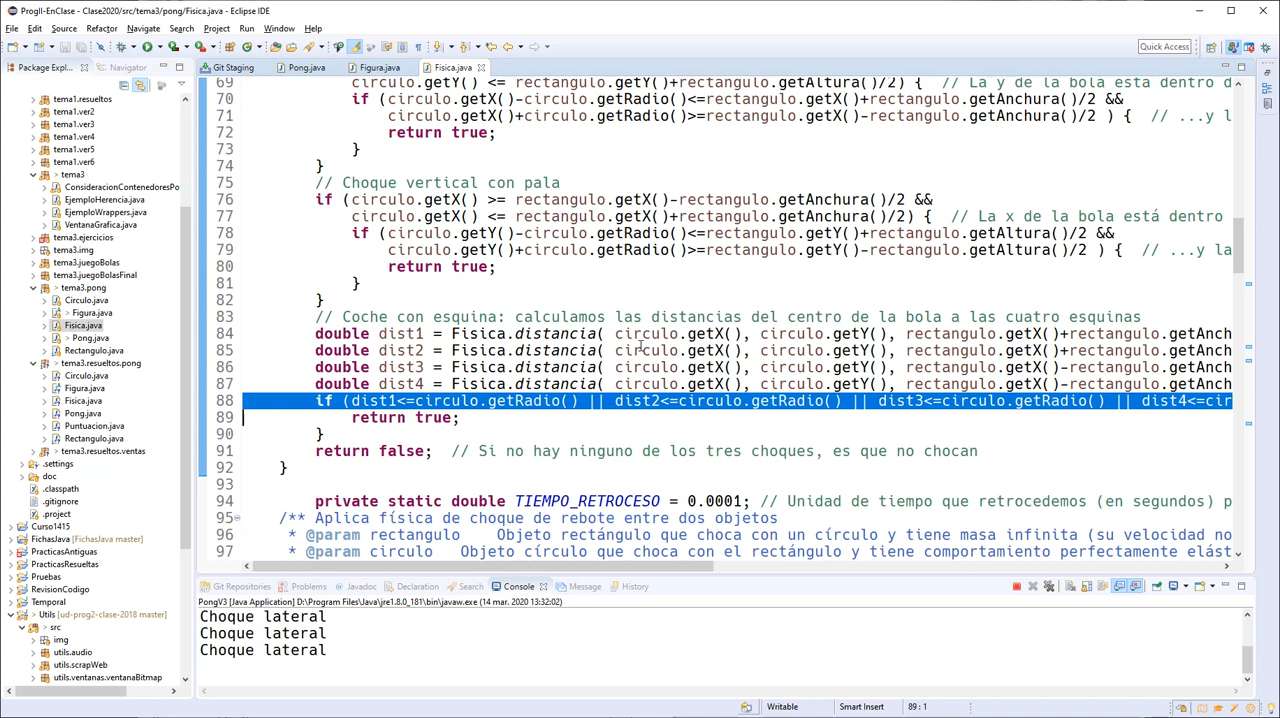 ProgII-EnClase - Clase2020/src/tema3/pong/Fisica.java - Eclipse IDE
File Edit Source Refactor Navigate Search Project Run Window Help
Quick Access
Package Expl... Navigator
Git Staging Pong.java Figura.java Fisica.java
tema1.resueltos
tema1.ver2
tema1.ver3
tema1.ver4
tema1.ver5
tema1.ver6
tema3
ConsideracionContenedoresPo
EjemploHerencia.java
EjemploWrappers.java
VentanaGrafica.java
tema3.ejercicios
tema3.img
tema3.juegoBolas
tema3.juegoBolasFinal
tema3.pong
Circulo.java
> Figura.java
Fisica.java
> Pong.java
Rectangulo.java
tema3.resueltos.pong
Circulo.java
Figura.java
Fisica.java
Pong.java
Puntuacion.java
Rectangulo.java
tema3.resueltos.ventas
.settings
doc
.classpath
.gitignore
.project
Curso1415
FichasJava [FichasJava master]
PracticasAntiguas
PracticasResueltas
Pruebas
RevisionCodigo
Temporal
Utils [ud-prog2-clase-2018 master]
src
img
utils.audio
utils.scrapWeb
utils.ventanas.ventanaBitmap
69 circulo.getY() <= rectangulo.getY()+rectangulo.getAltura()/2) { // La y de la bola esta dentro d
70 if (circulo.getX()-circulo.getRadio()<=rectangulo.getX()+rectangulo.getAnchura()/2 &&
71 circulo.getX()+circulo.getRadio()>=rectangulo.getX()-rectangulo.getAnchura()/2 ) { // ...y l
72 return true;
73 }
74 }
75 // Choque vertical con pala
76 if (circulo.getX() >= rectangulo.getX()-rectangulo.getAnchura()/2 &&
77 circulo.getX() <= rectangulo.getX()+rectangulo.getAnchura()/2) { // La x de la bola está dentro
78 if (circulo.getY()-circulo.getRadio()<=rectangulo.getY()+rectangulo.getAltura()/2 &&
79 circulo.getY()+circulo.getRadio()>=rectangulo.getY()-rectangulo.getAltura()/2 ) { // ...y la
80 return true;
81 }
82 }
83 // Coche con esquina: calculamos las distancias del centro de la bola a las cuatro esquinas
84 double dist1 = Fisica.distancia( circulo.getX(), circulo.getY(), rectangulo.getX()+rectangulo.getAnch
85 double dist2 = Fisica.distancia( circulo.getX(), circulo.getY(), rectangulo.getX()+rectangulo.getAnch
86 double dist3 = Fisica.distancia( circulo.getX(), circulo.getY(), rectangulo.getX()-rectangulo.getAnch
87 double dist4 = Fisica.distancia( circulo.getX(), circulo.getY(), rectangulo.getX()-rectangulo.getAnch
88 if (dist1<=circulo.getRadio() || dist2<=circulo.getRadio() || dist3<=circulo.getRadio() || dist4<=cir
89 return true;
90 }
91 return false; // Si no hay ninguno de los tres choques, es que no chocan
92 }
93
94 private static double TIEMPO_RETROCESO = 0.0001; // Unidad de tiempo que retrocedemos (en segundos) p
95 /** Aplica física de choque de rebote entre dos objetos
96 * @param rectangulo Objeto rectángulo que choca con un círculo y tiene masa infinita (su velocidad no
97 * @param circulo Objeto círculo que choca con el rectángulo y tiene comportamiento perfectamente elást
Git Repositories Problems Javadoc Declaration Search Console Message History
PongV3 [Java Application] D:\Program Files\Java\jre1.8.0_181\bin\javaw.exe (14 mar. 2020 13:32:02)
Choque lateral
Choque lateral
Choque lateral
Writable Smart Insert 89 : 1